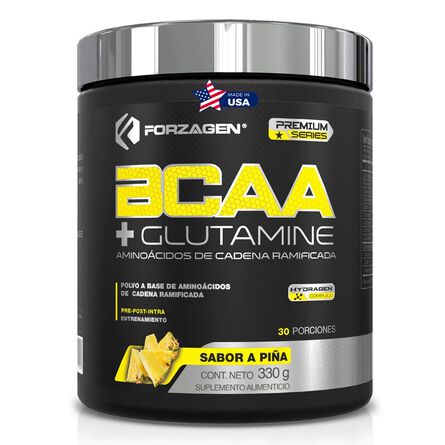 MADE IN
USA
FORZAGEN®
PREMIUM
SERIES
BCAA
+ GLUTAMINE
AMINOÁCIDOS DE CADENA RAMIFICADA
POLVO A BASE DE AMINOÁCIDOS
DE CADENA RAMIFICADA
PRE-POST-INTRA
ENTRENAMIENTO
HYDRAGEN
30 PORCIONES
SABOR A PIÑA
CONT. NETO 330 g
SUPLEMENTO ALIMENTICIO